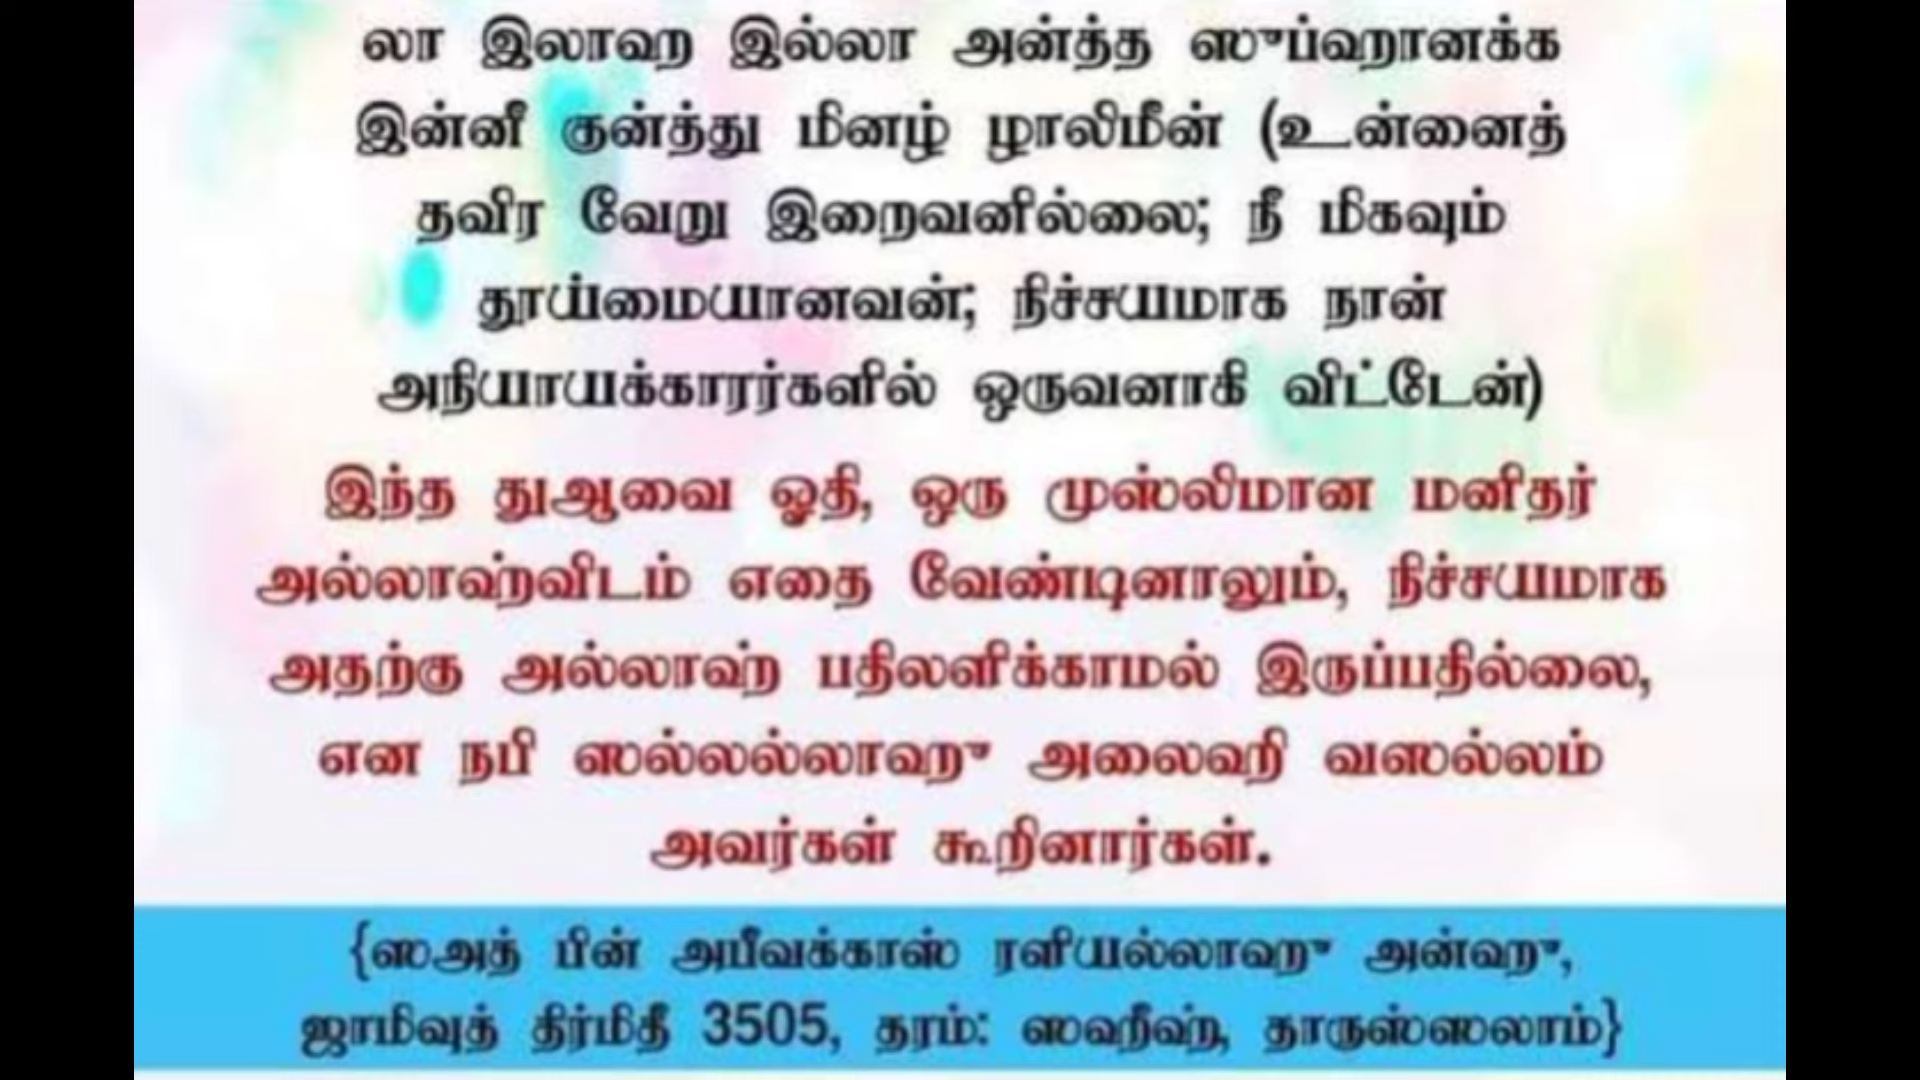 லா இலாஹ இல்லா அன்த்த ஸுப்ஹானக்க
இன்னீ குன்த்து மினழ் ழாலிமீன் (உன்னைத்
தவிர வேறு இறைவனில்லை; நீ மிகவும்
தூய்மையானவன்; நிச்சயமாக நான்
அநியாயக்காரர்களில் ஒருவனாகி விட்டேன்)
இந்த துஆவை ஓதி, ஒரு முஸ்லிமான மனிதர்
அல்லாஹ்விடம் எதை வேண்டினாலும், நிச்சயமாக
அதற்கு அல்லாஹ் பதிலளிக்காமல் இருப்பதில்லை,
என நபி ஸல்லல்லாஹு அலைஹி வஸல்லம்
அவர்கள் கூறினார்கள்.
{ஸஅத் பின் அபீவக்காஸ் ரளியல்லாஹு அன்ஹு,
ஜாமிவுத் திர்மிதீ 3505, தரம்: ஸஹீஹ், தாருஸ்ஸலாம்}